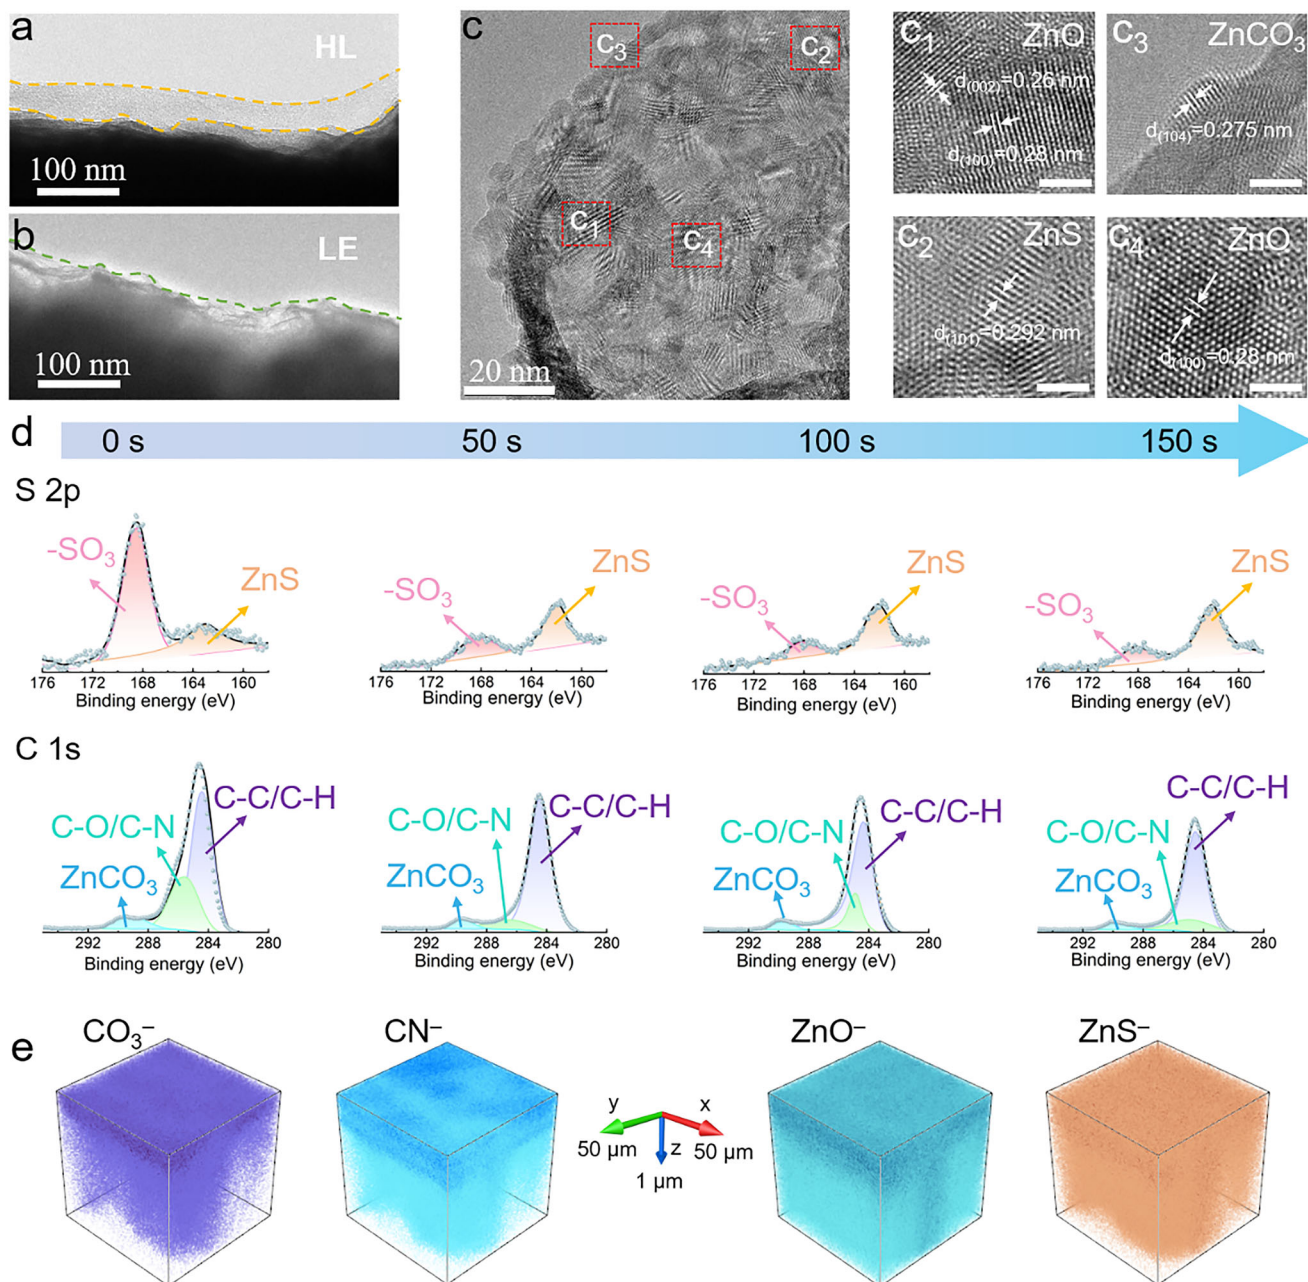 a
HL
100 nm
b
LE
100 nm
c
c3
c2
c1
c4
20 nm
c1
ZnO
d(002)=0.26 nm
d(100)=0.28 nm
c3
ZnCO3
d(104)=0.275 nm
c2
ZnS
d(101)=0.292 nm
c4
ZnO
d(100)=0.28 nm
d
0 s
50 s
100 s
150 s
S 2p
-SO3
ZnS
176 172 168 164 160
Binding energy (eV)
-SO3
ZnS
176 172 168 164 160
Binding energy (eV)
-SO3
ZnS
176 172 168 164 160
Binding energy (eV)
-SO3
ZnS
176 172 168 164 160
Binding energy (eV)
C 1s
C-C/C-H
C-O/C-N
ZnCO3
292 288 284 280
Binding energy (eV)
C-C/C-H
C-O/C-N
ZnCO3
292 288 284 280
Binding energy (eV)
C-C/C-H
C-O/C-N
ZnCO3
292 288 284 280
Binding energy (eV)
C-C/C-H
C-O/C-N
ZnCO3
292 288 284 280
Binding energy (eV)
e
CO3–
CN–
y
x
50 µm
z
50 µm
1 µm
ZnO–
ZnS–